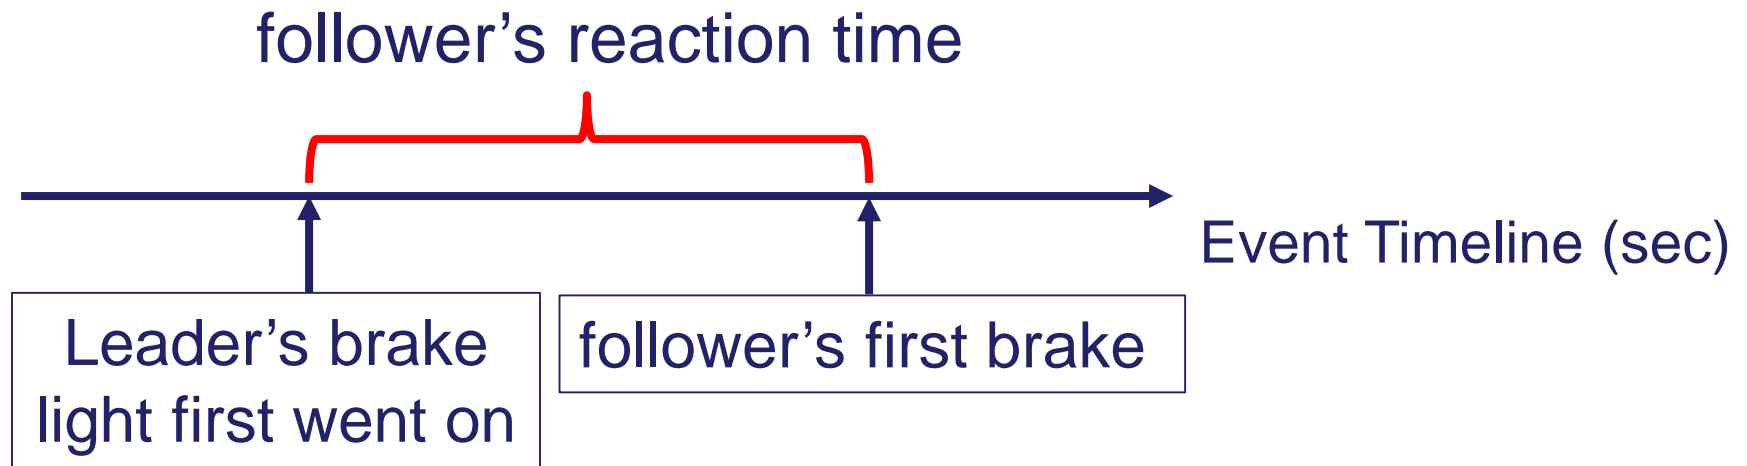 follower’s reaction time
Event Timeline (sec)
Leader’s brake
light first went on
follower’s first brake